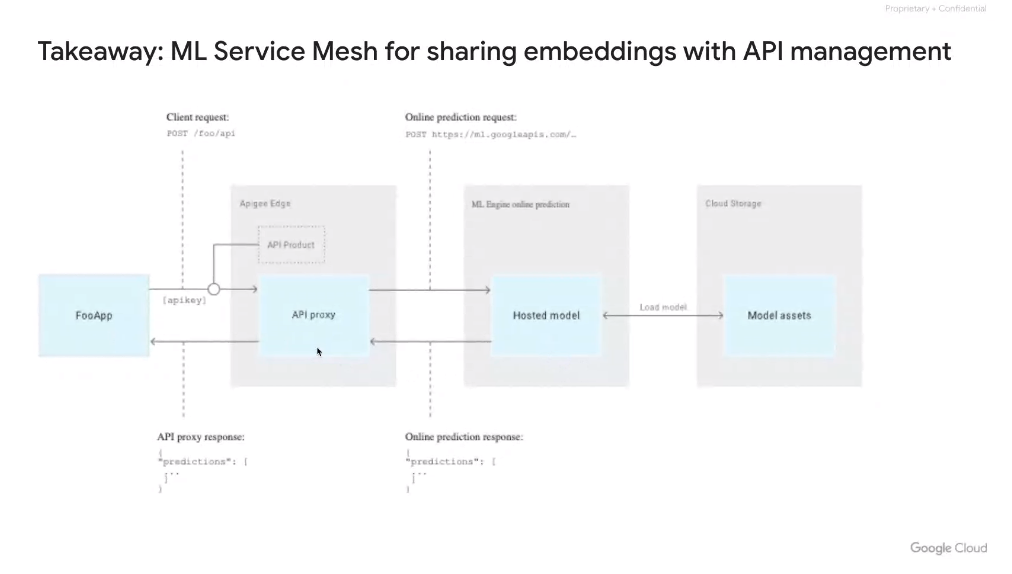 Proprietary + Confidential
Takeaway: ML Service Mesh for sharing embeddings with API management
Client request:
POST /foo/api
Online prediction request:
POST https://ml.googleapis.com/…
Apigee Edge
ML Engine online prediction
Cloud Storage
API Product
[apikey]
FooApp
API proxy
Hosted model
Load model
Model assets
API proxy response:
{
"predictions": [
...
]
}
Online prediction response:
{
"predictions": [
...
]
}
Google Cloud